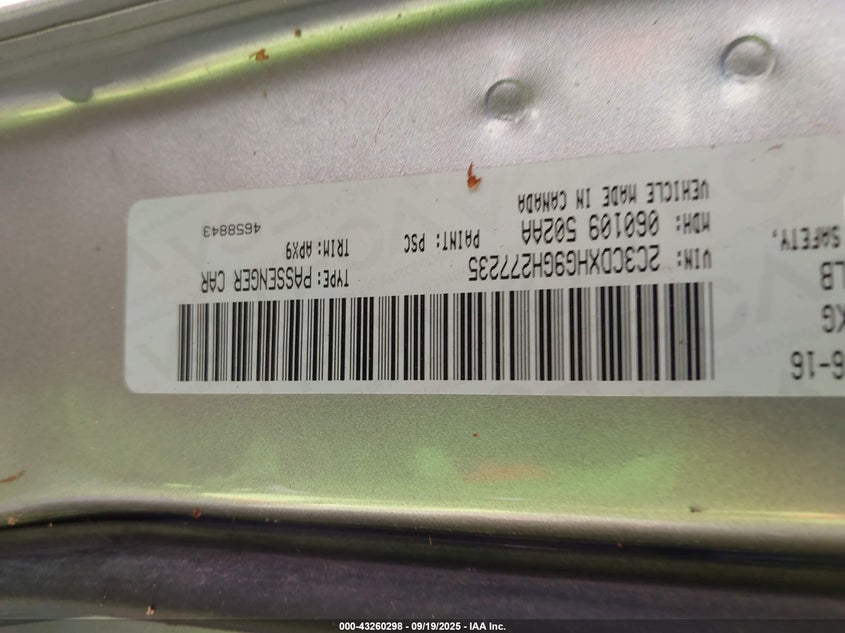 6-16
KG
LB
SAFETY,
VIN: 2C3CDXHG9GH277235
TYPE: PASSENGER CAR
MDH: 060109 502AA
PAINT: PSC
TRIM: APX9
VEHICLE MADE IN CANADA
4658843
000-43260298 - 09/19/2025 - IAA Inc.